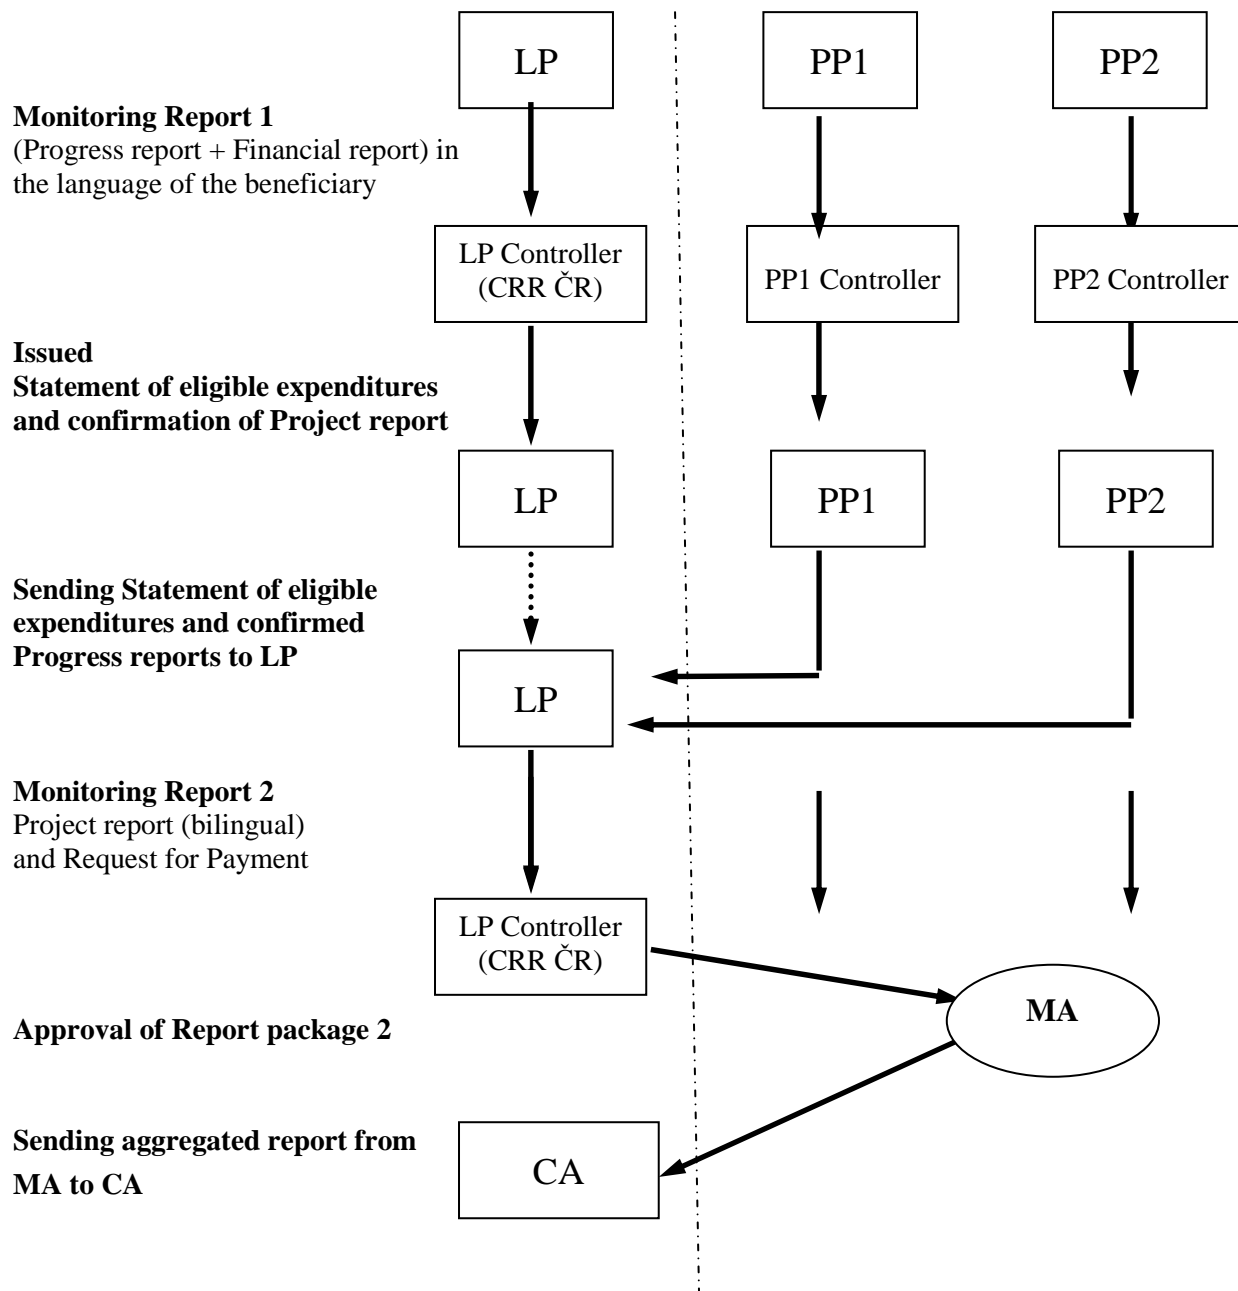 LP
PP1
PP2
Monitoring Report 1
(Progress report + Financial report) in
the language of the beneficiary
LP Controller
(CRR ČR)
PP1 Controller
PP2 Controller
Issued
Statement of eligible expenditures
and confirmation of Project report
LP
PP1
PP2
Sending Statement of eligible
expenditures and confirmed
Progress reports to LP
LP
Monitoring Report 2
Project report (bilingual)
and Request for Payment
LP Controller
(CRR ČR)
MA
Approval of Report package 2
Sending aggregated report from
MA to CA
CA